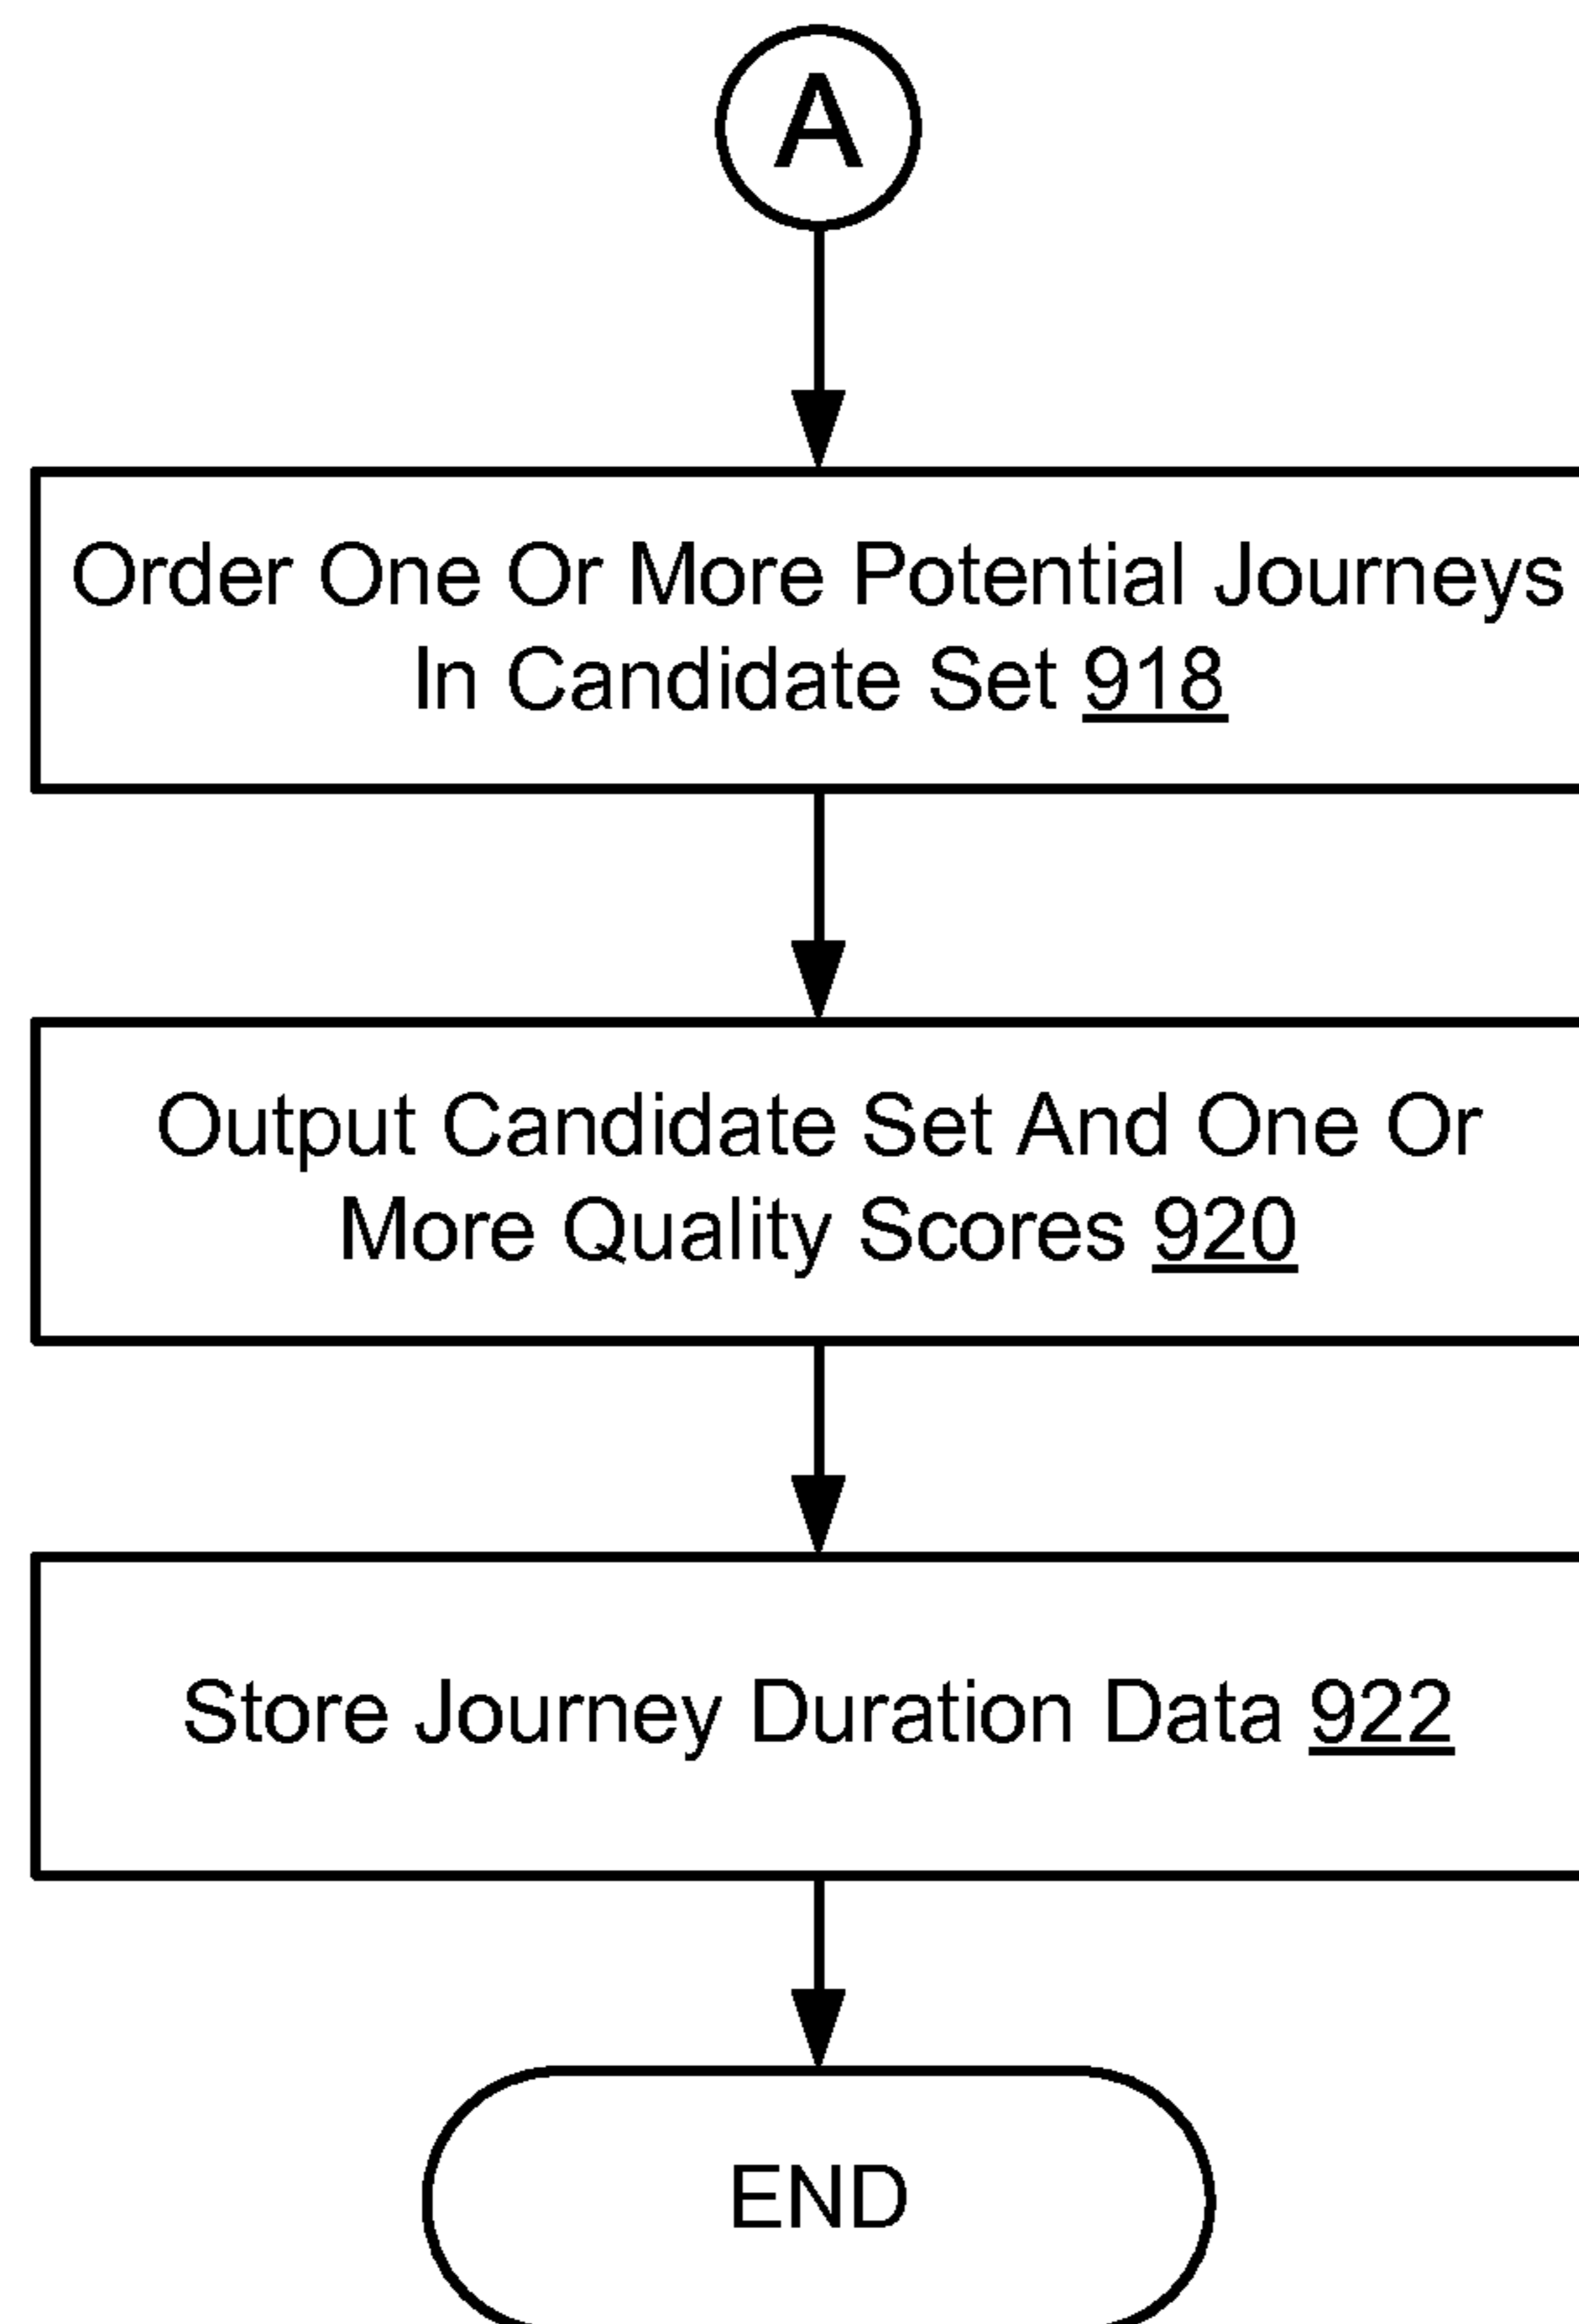 A
Order One Or More Potential Journeys
In Candidate Set 918
Output Candidate Set And One Or
More Quality Scores 920
Store Journey Duration Data 922
END